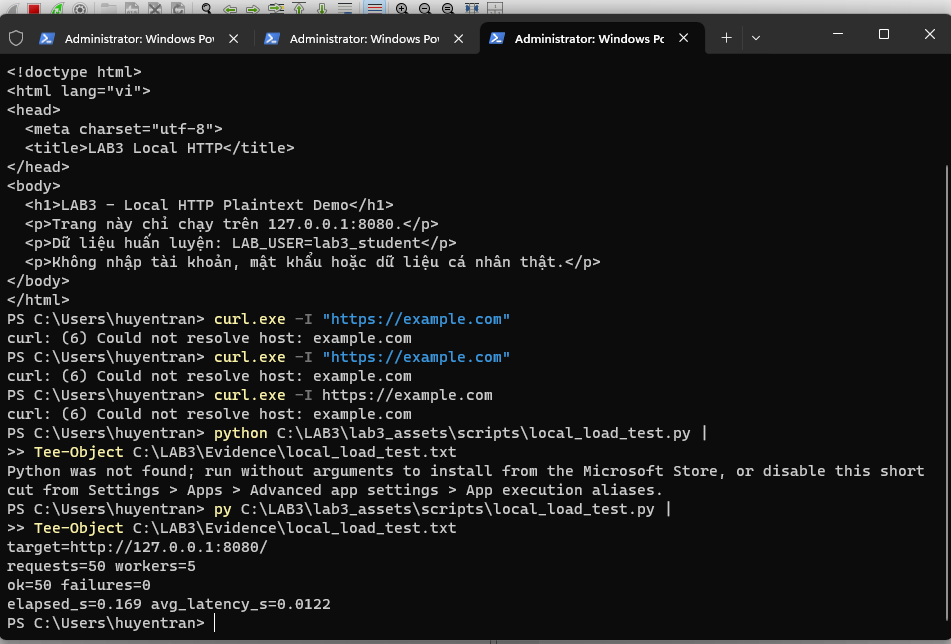 Administrator: Windows Pov
Administrator: Windows Pov
Administrator: Windows Pc
<!doctype html>
<html lang="vi">
<head>
  <meta charset="utf-8">
  <title>LAB3 Local HTTP</title>
</head>
<body>
  <h1>LAB3 - Local HTTP Plaintext Demo</h1>
  <p>Trang này chỉ chạy trên 127.0.0.1:8080.</p>
  <p>Dữ liệu huấn luyện: LAB_USER=lab3_student</p>
  <p>Không nhập tài khoản, mật khẩu hoặc dữ liệu cá nhân thật.</p>
</body>
</html>
PS C:\Users\huyentran> curl.exe -I "https://example.com"
curl: (6) Could not resolve host: example.com
PS C:\Users\huyentran> curl.exe -I "https://example.com"
curl: (6) Could not resolve host: example.com
PS C:\Users\huyentran> curl.exe -I https://example.com
curl: (6) Could not resolve host: example.com
PS C:\Users\huyentran> python C:\LAB3\lab3_assets\scripts\local_load_test.py |
>> Tee-Object C:\LAB3\Evidence\local_load_test.txt
Python was not found; run without arguments to install from the Microsoft Store, or disable this short
cut from Settings > Apps > Advanced app settings > App execution aliases.
PS C:\Users\huyentran> py C:\LAB3\lab3_assets\scripts\local_load_test.py |
>> Tee-Object C:\LAB3\Evidence\local_load_test.txt
target=http://127.0.0.1:8080/
requests=50 workers=5
ok=50 failures=0
elapsed_s=0.169 avg_latency_s=0.0122
PS C:\Users\huyentran>